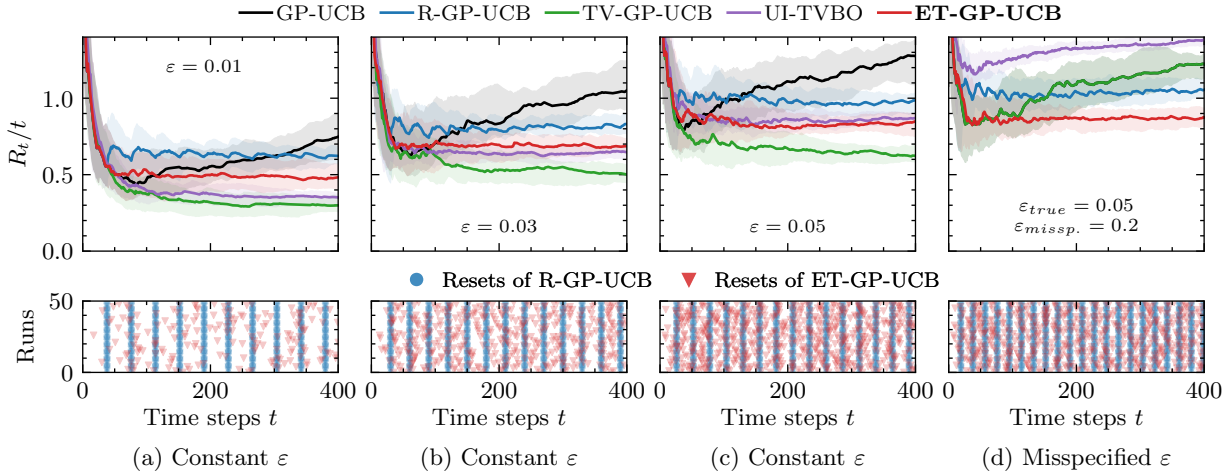 GP-UCB R-GP-UCB TV-GP-UCB UI-TVBO ET-GP-UCB
R_t/t
1.0
0.5
0.0
ε = 0.01
ε = 0.03
ε = 0.05
ε_true = 0.05
ε_missp. = 0.2
Resets of R-GP-UCB Resets of ET-GP-UCB
Runs
50
0
0 200 400 0 200 400 0 200 400 0 200 400
Time steps t Time steps t Time steps t Time steps t
(a) Constant ε (b) Constant ε (c) Constant ε (d) Misspecified ε